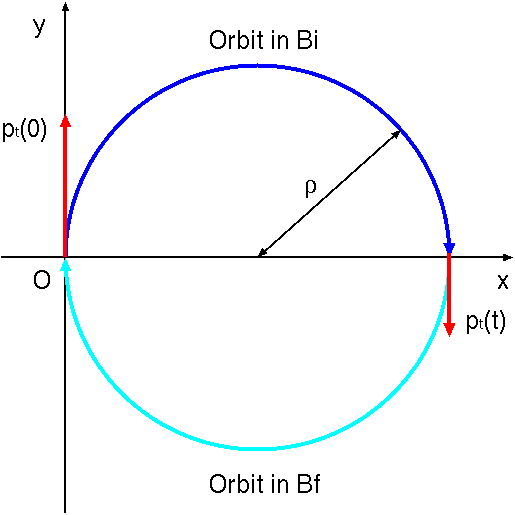 y
Orbit in Bi
pt(0)
ρ
O
x
pt(t)
Orbit in Bf